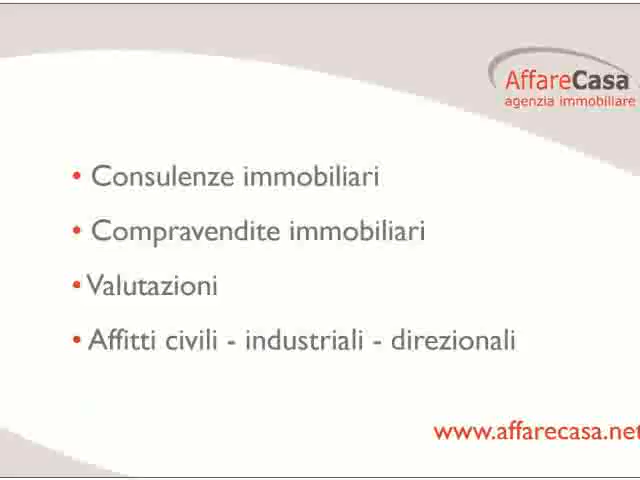 AffareCasa
agenzia immobiliare
• Consulenze immobiliari
• Compravendite immobiliari
• Valutazioni
• Affitti civili - industriali - direzionali
www.affarecasa.net